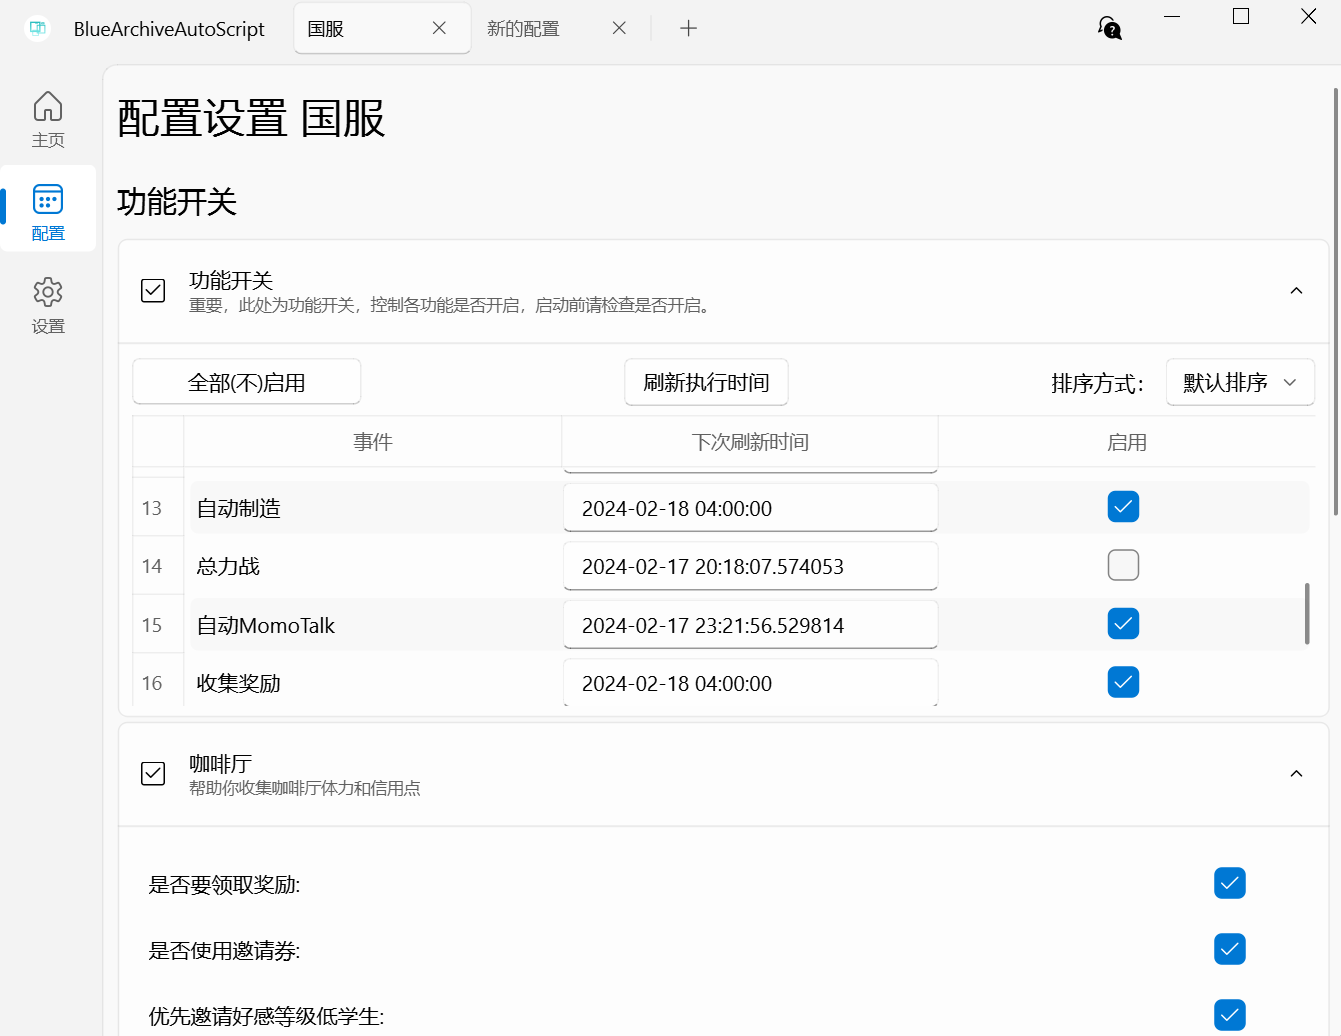 BlueArchiveAutoScript
国服
新的配置
主页
配置
设置
配置设置 国服
功能开关
功能开关
重要，此处为功能开关，控制各功能是否开启，启动前请检查是否开启。
全部(不)启用
刷新执行时间
排序方式：
默认排序
事件
下次刷新时间
启用
13
自动制造
2024-02-18 04:00:00
14
总力战
2024-02-17 20:18:07.574053
15
自动MomoTalk
2024-02-17 23:21:56.529814
16
收集奖励
2024-02-18 04:00:00
咖啡厅
帮助你收集咖啡厅体力和信用点
是否要领取奖励:
是否使用邀请券:
优先邀请好感等级低学生: